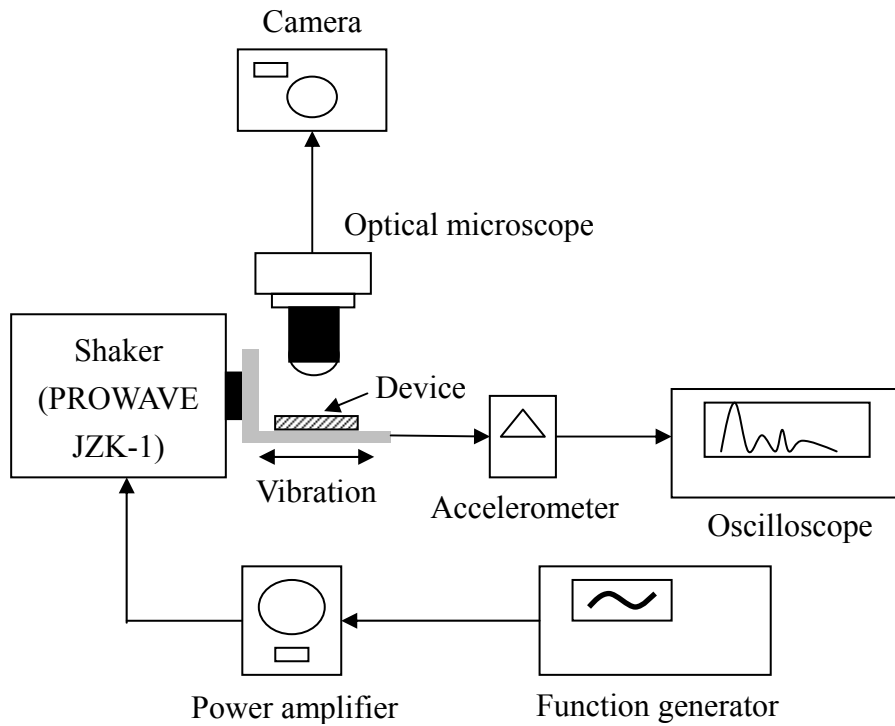 Camera
Optical microscope
Shaker
(PROWAVE
JZK-1)
Device
Vibration
Accelerometer
Oscilloscope
Power amplifier
Function generator